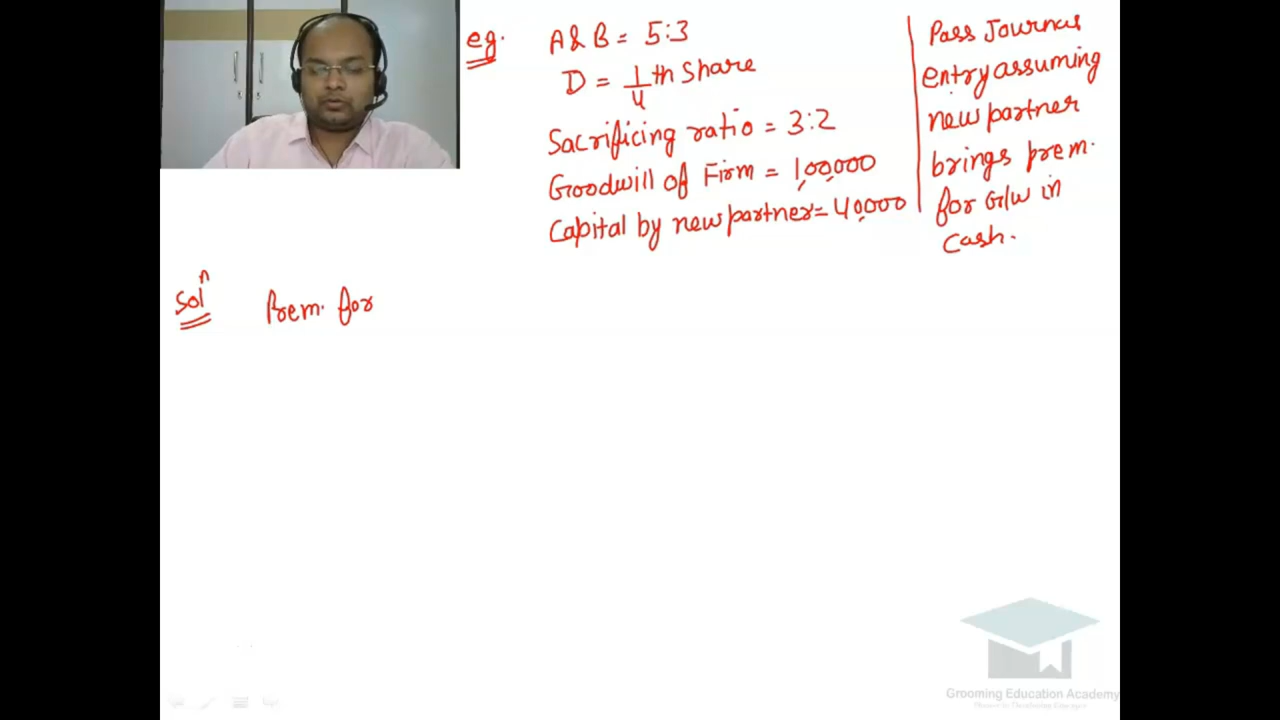 eg.
A & B = 5:3
D = 1/4 th Share
Sacrificing ratio = 3:2
Goodwill of Firm = 1,00,000
Capital by new partner = 40,000
Pass Journal
entry assuming
new partner
brings prem.
for G/W in
Cash.
Solⁿ
Prem. for
Grooming Education Academy